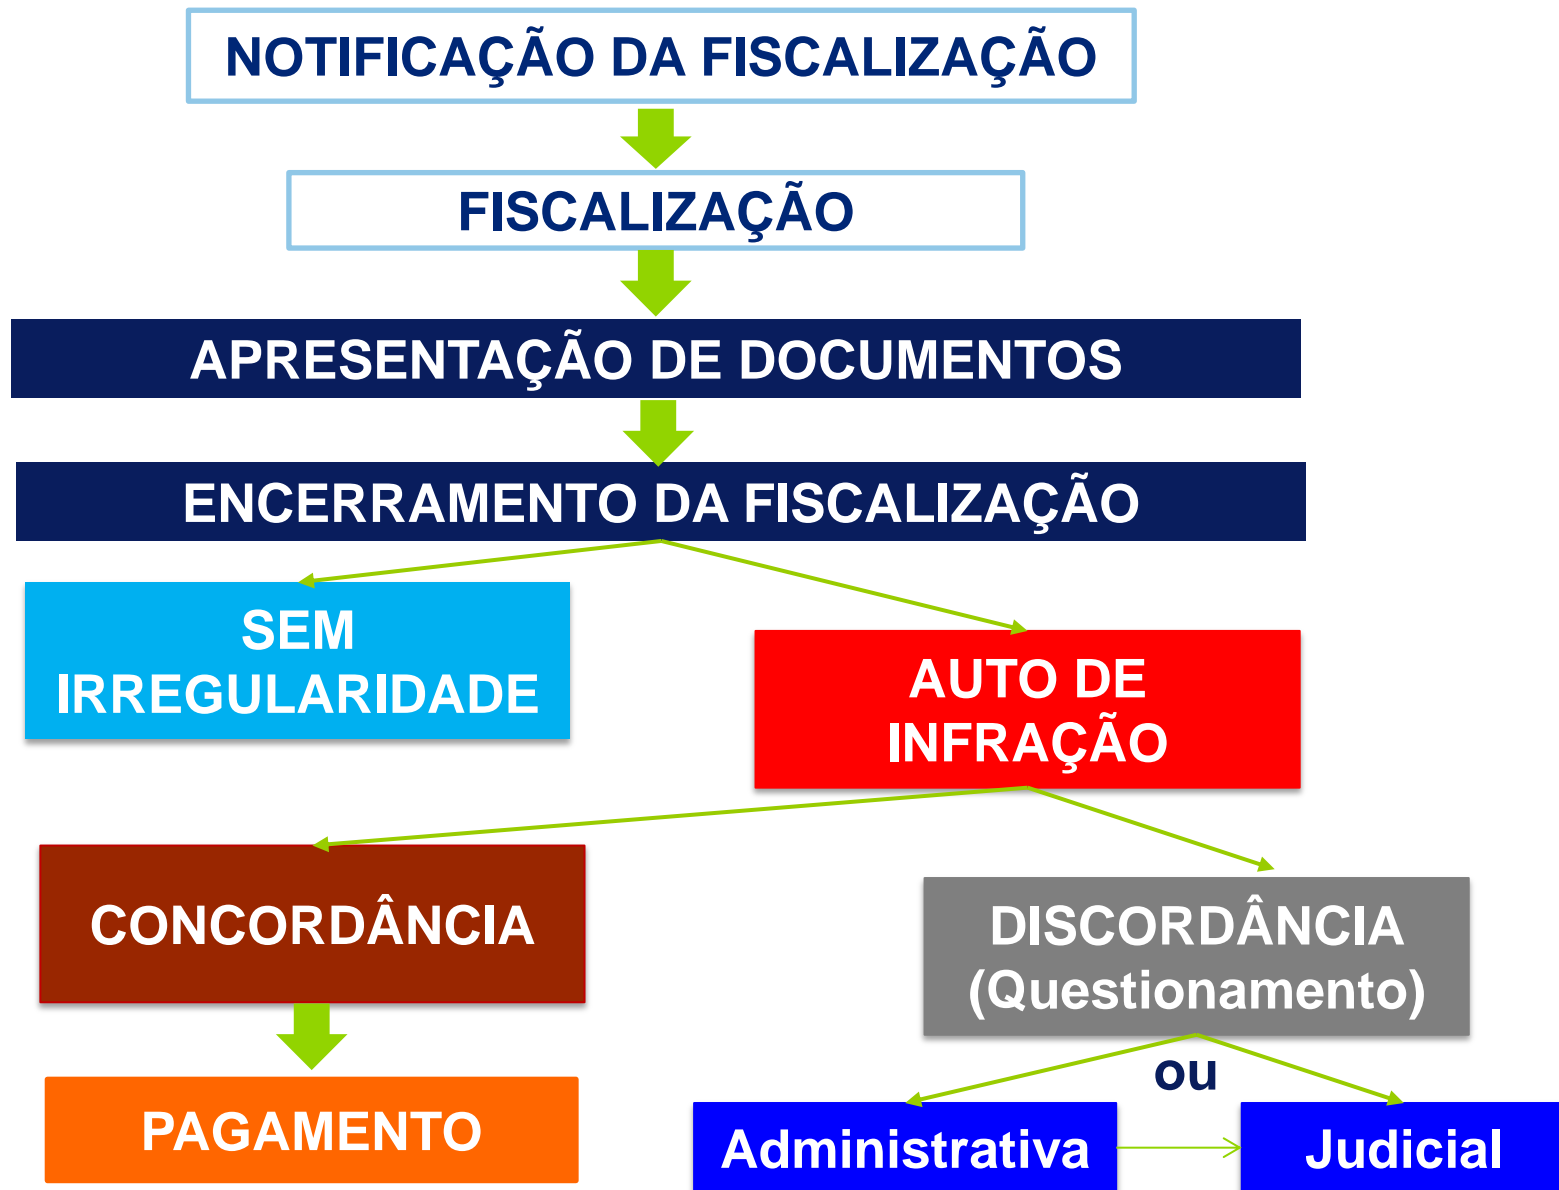 NOTIFICAÇÃO DA FISCALIZAÇÃO
FISCALIZAÇÃO
APRESENTAÇÃO DE DOCUMENTOS
ENCERRAMENTO DA FISCALIZAÇÃO
SEM
IRREGULARIDADE
AUTO DE
INFRAÇÃO
CONCORDÂNCIA
DISCORDÂNCIA
(Questionamento)
ou
PAGAMENTO
Administrativa
Judicial